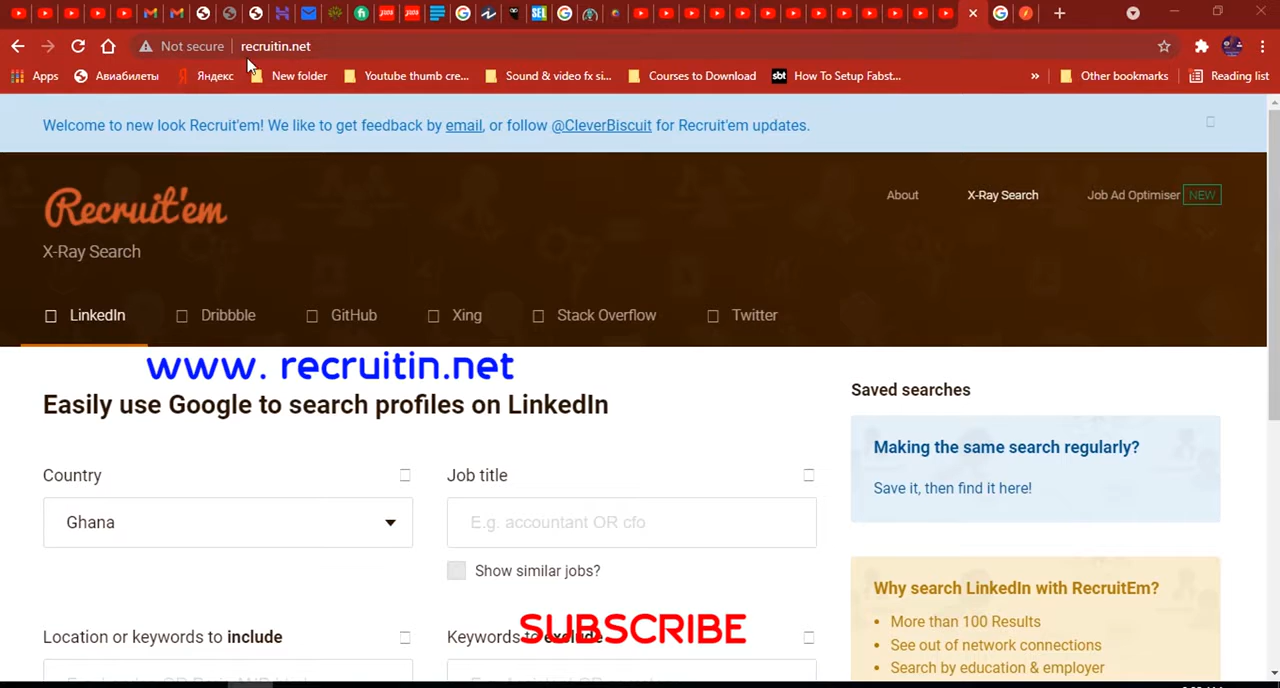 Not secure recruitin.net
Apps Авиабилеты Яндекс New folder Youtube thumb cre... Sound & video fx si... Courses to Download sbt How To Setup Fabst... » Other bookmarks Reading list
Welcome to new look Recruit'em! We like to get feedback by email, or follow @CleverBiscuit for Recruit'em updates.
Recruit'em
About X-Ray Search Job Ad Optimiser NEW
X-Ray Search
LinkedIn Dribbble GitHub Xing Stack Overflow Twitter
www. recruitin.net
Easily use Google to search profiles on LinkedIn
Saved searches
Making the same search regularly?
Save it, then find it here!
Country
Job title
Ghana
E.g. accountant OR cfo
Show similar jobs?
Why search LinkedIn with RecruitEm?
• More than 100 Results
• See out of network connections
• Search by education & employer
Location or keywords to include
Keywords to exclude
SUBSCRIBE